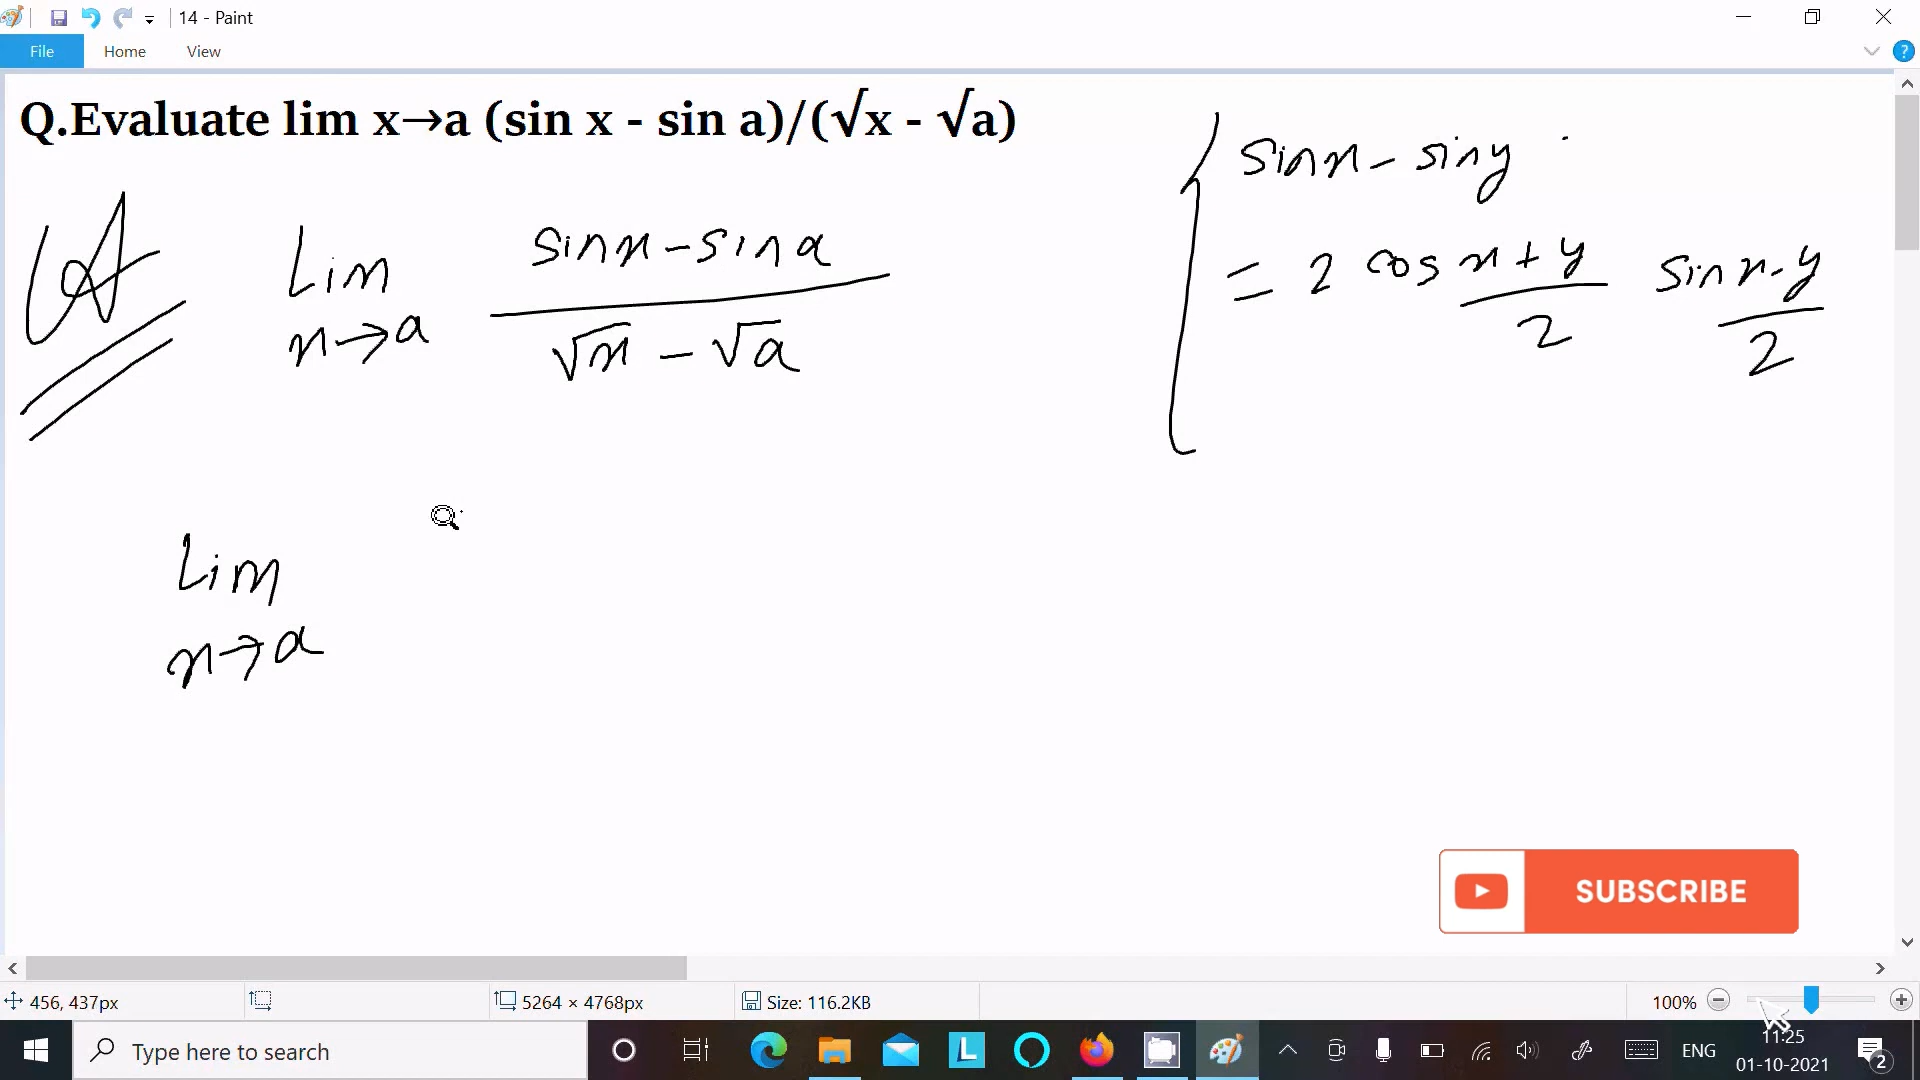 14 - Paint
File Home View
Q.Evaluate lim x→a (sin x - sin a)/(√x - √a)
Lim x→a (sinx - sin a)/(√x - √a)
sinx - siny
= 2 cos (x+y)/2 sin (x-y)/2
Lim
x→a
SUBSCRIBE
456, 437px 5264 × 4768px Size: 116.2KB 100%
Type here to search
L
ENG
11:25
01-10-2021
2